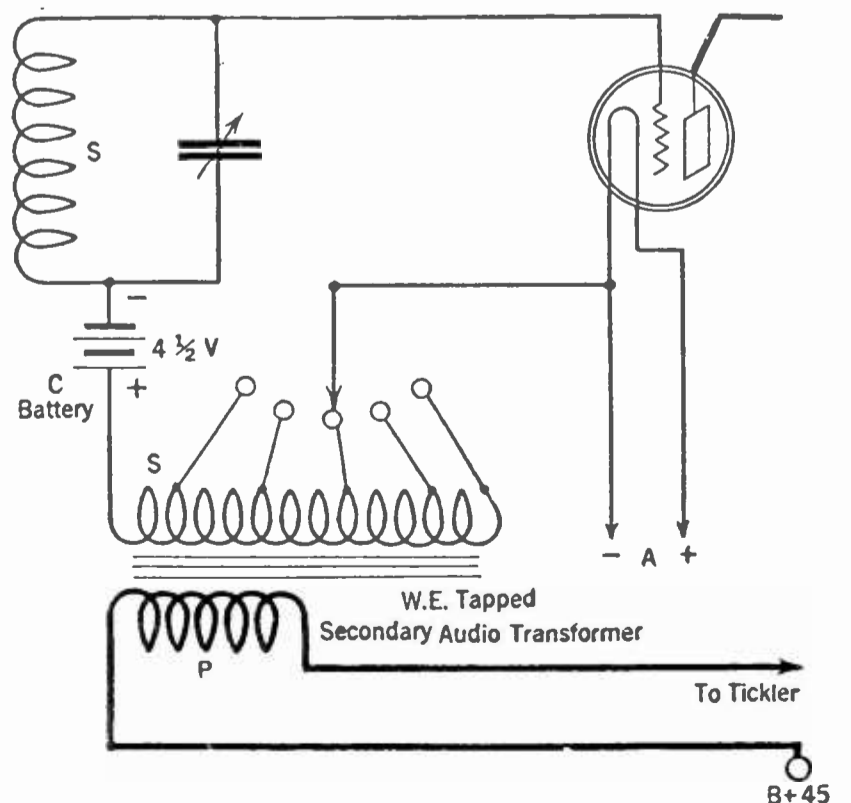 S
−
4 ½ V
C
Battery
+
S
− A +
W.E. Tapped
Secondary Audio Transformer
P
To Tickler
B+45